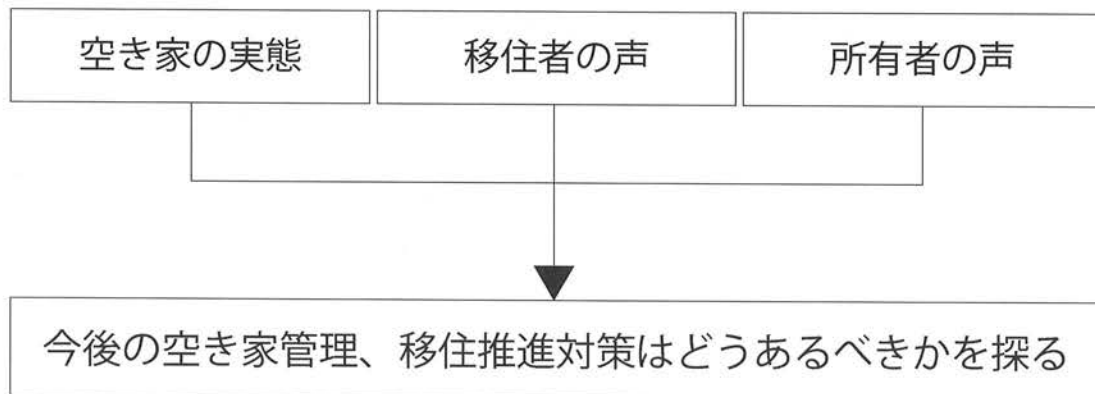 空き家の実態
移住者の声
所有者の声
今後の空き家管理、移住推進対策はどうあるべきかを探る